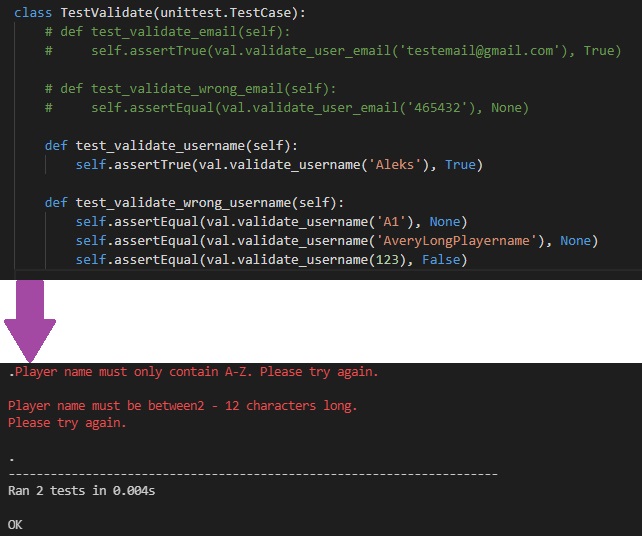 class TestValidate(unittest.TestCase):
# def test_validate_email(self):
#     self.assertTrue(val.validate_user_email('testemail@gmail.com'), True)
# def test_validate_wrong_email(self):
#     self.assertEqual(val.validate_user_email('465432'), None)
def test_validate_username(self):
self.assertTrue(val.validate_username('Aleks'), True)
def test_validate_wrong_username(self):
self.assertEqual(val.validate_username('A1'), None)
self.assertEqual(val.validate_username('AveryLongPlayername'), None)
self.assertEqual(val.validate_username(123), False)
.Player name must only contain A-Z. Please try again.
Player name must be between2 - 12 characters long.
Please try again.
.
----------------------------------------------------------------------
Ran 2 tests in 0.004s
OK